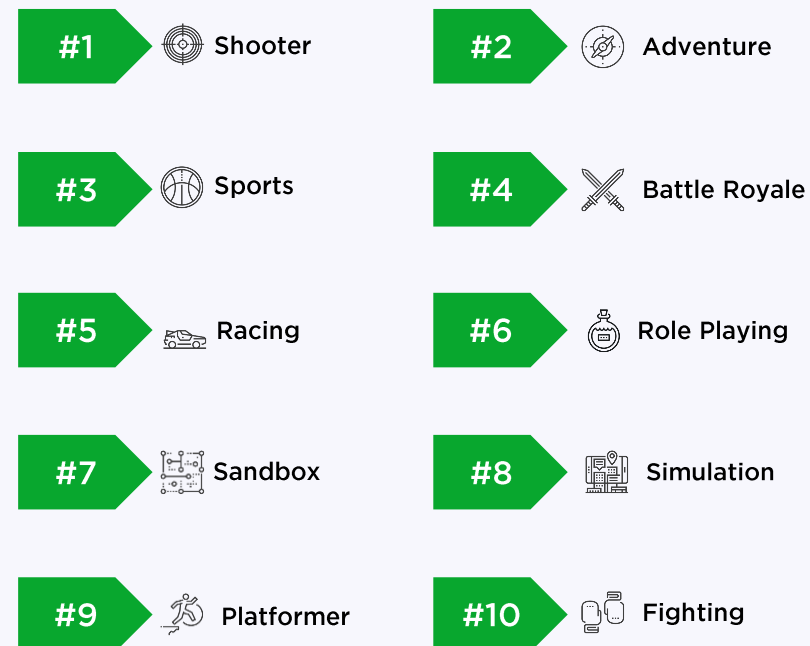 #1 Shooter
#2 Adventure
#3 Sports
#4 Battle Royale
#5 Racing
#6 Role Playing
#7 Sandbox
#8 Simulation
#9 Platformer
#10 Fighting